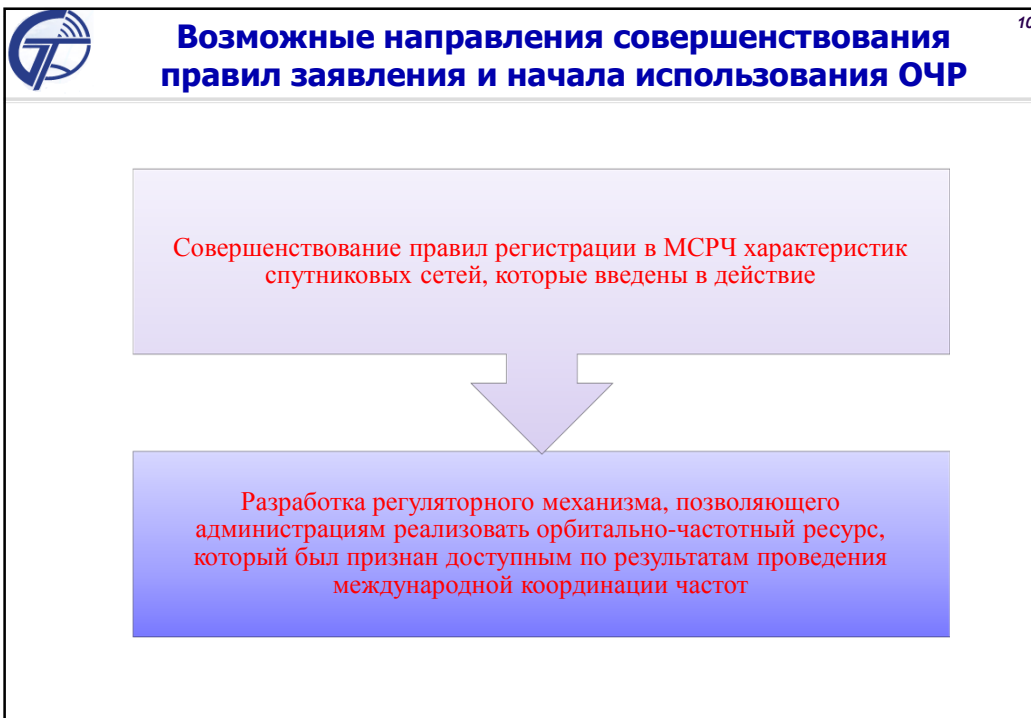 10
Возможные направления совершенствования
правил заявления и начала использования ОЧР
Совершенствование правил регистрации в МСРЧ характеристик
спутниковых сетей, которые введены в действие
Разработка регуляторного механизма, позволяющего
администрациям реализовать орбитально-частотный ресурс,
который был признан доступным по результатам проведения
международной координации частот